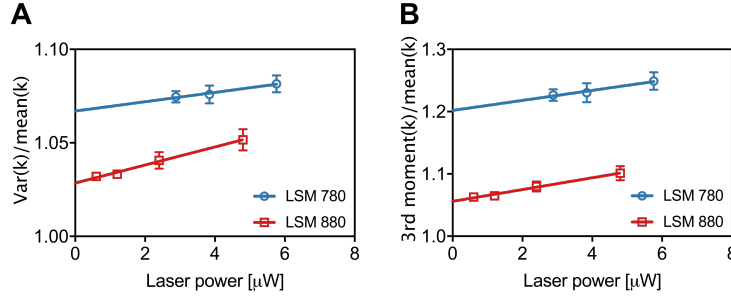 A
1.10
1.05
1.00
Var(k)/mean(k)
LSM 780
LSM 880
0
2
4
6
8
Laser power [μW]
B
1.3
1.2
1.1
1.0
3rd moment(k)/mean(k)
LSM 780
LSM 880
0
2
4
6
8
Laser power [μW]